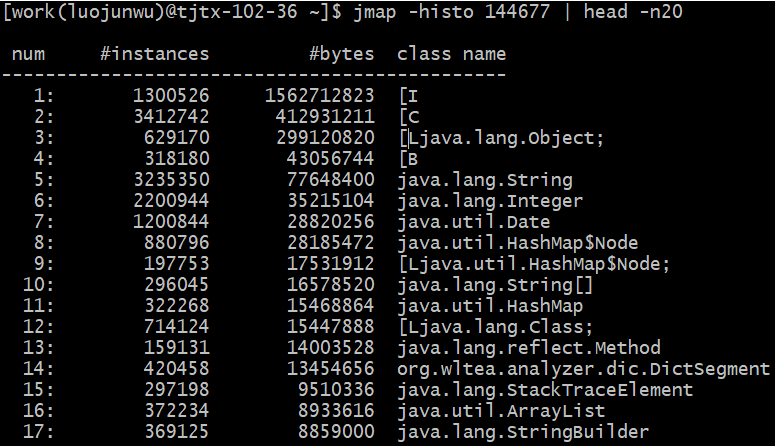 [work(luojunwu)@tjtx-102-36 ~]$ jmap -histo 144677 | head -n20
num #instances #bytes class name
----------------------------------------------
1: 1300526 1562712823 [I
2: 3412742 412931211 [C
3: 629170 299120820 [Ljava.lang.Object;
4: 318180 43056744 [B
5: 3235350 77648400 java.lang.String
6: 2200944 35215104 java.lang.Integer
7: 1200844 28820256 java.util.Date
8: 880796 28185472 java.util.HashMap$Node
9: 197753 17531912 [Ljava.util.HashMap$Node;
10: 296045 16578520 java.lang.String[]
11: 322268 15468864 java.util.HashMap
12: 714124 15447888 [Ljava.lang.Class;
13: 159131 14003528 java.lang.reflect.Method
14: 420458 13454656 org.wltea.analyzer.dic.DictSegment
15: 297198 9510336 java.lang.StackTraceElement
16: 372234 8933616 java.util.ArrayList
17: 369125 8859000 java.lang.StringBuilder